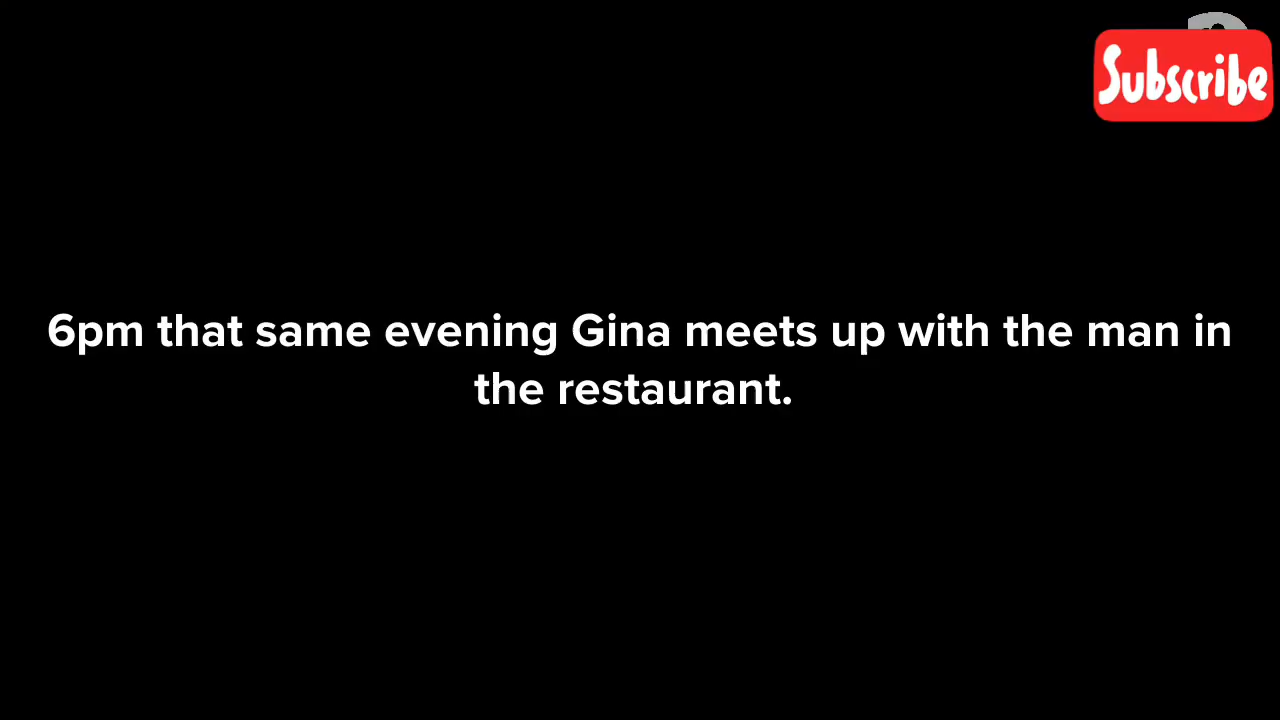 Subscribe
6pm that same evening Gina meets up with the man in
the restaurant.